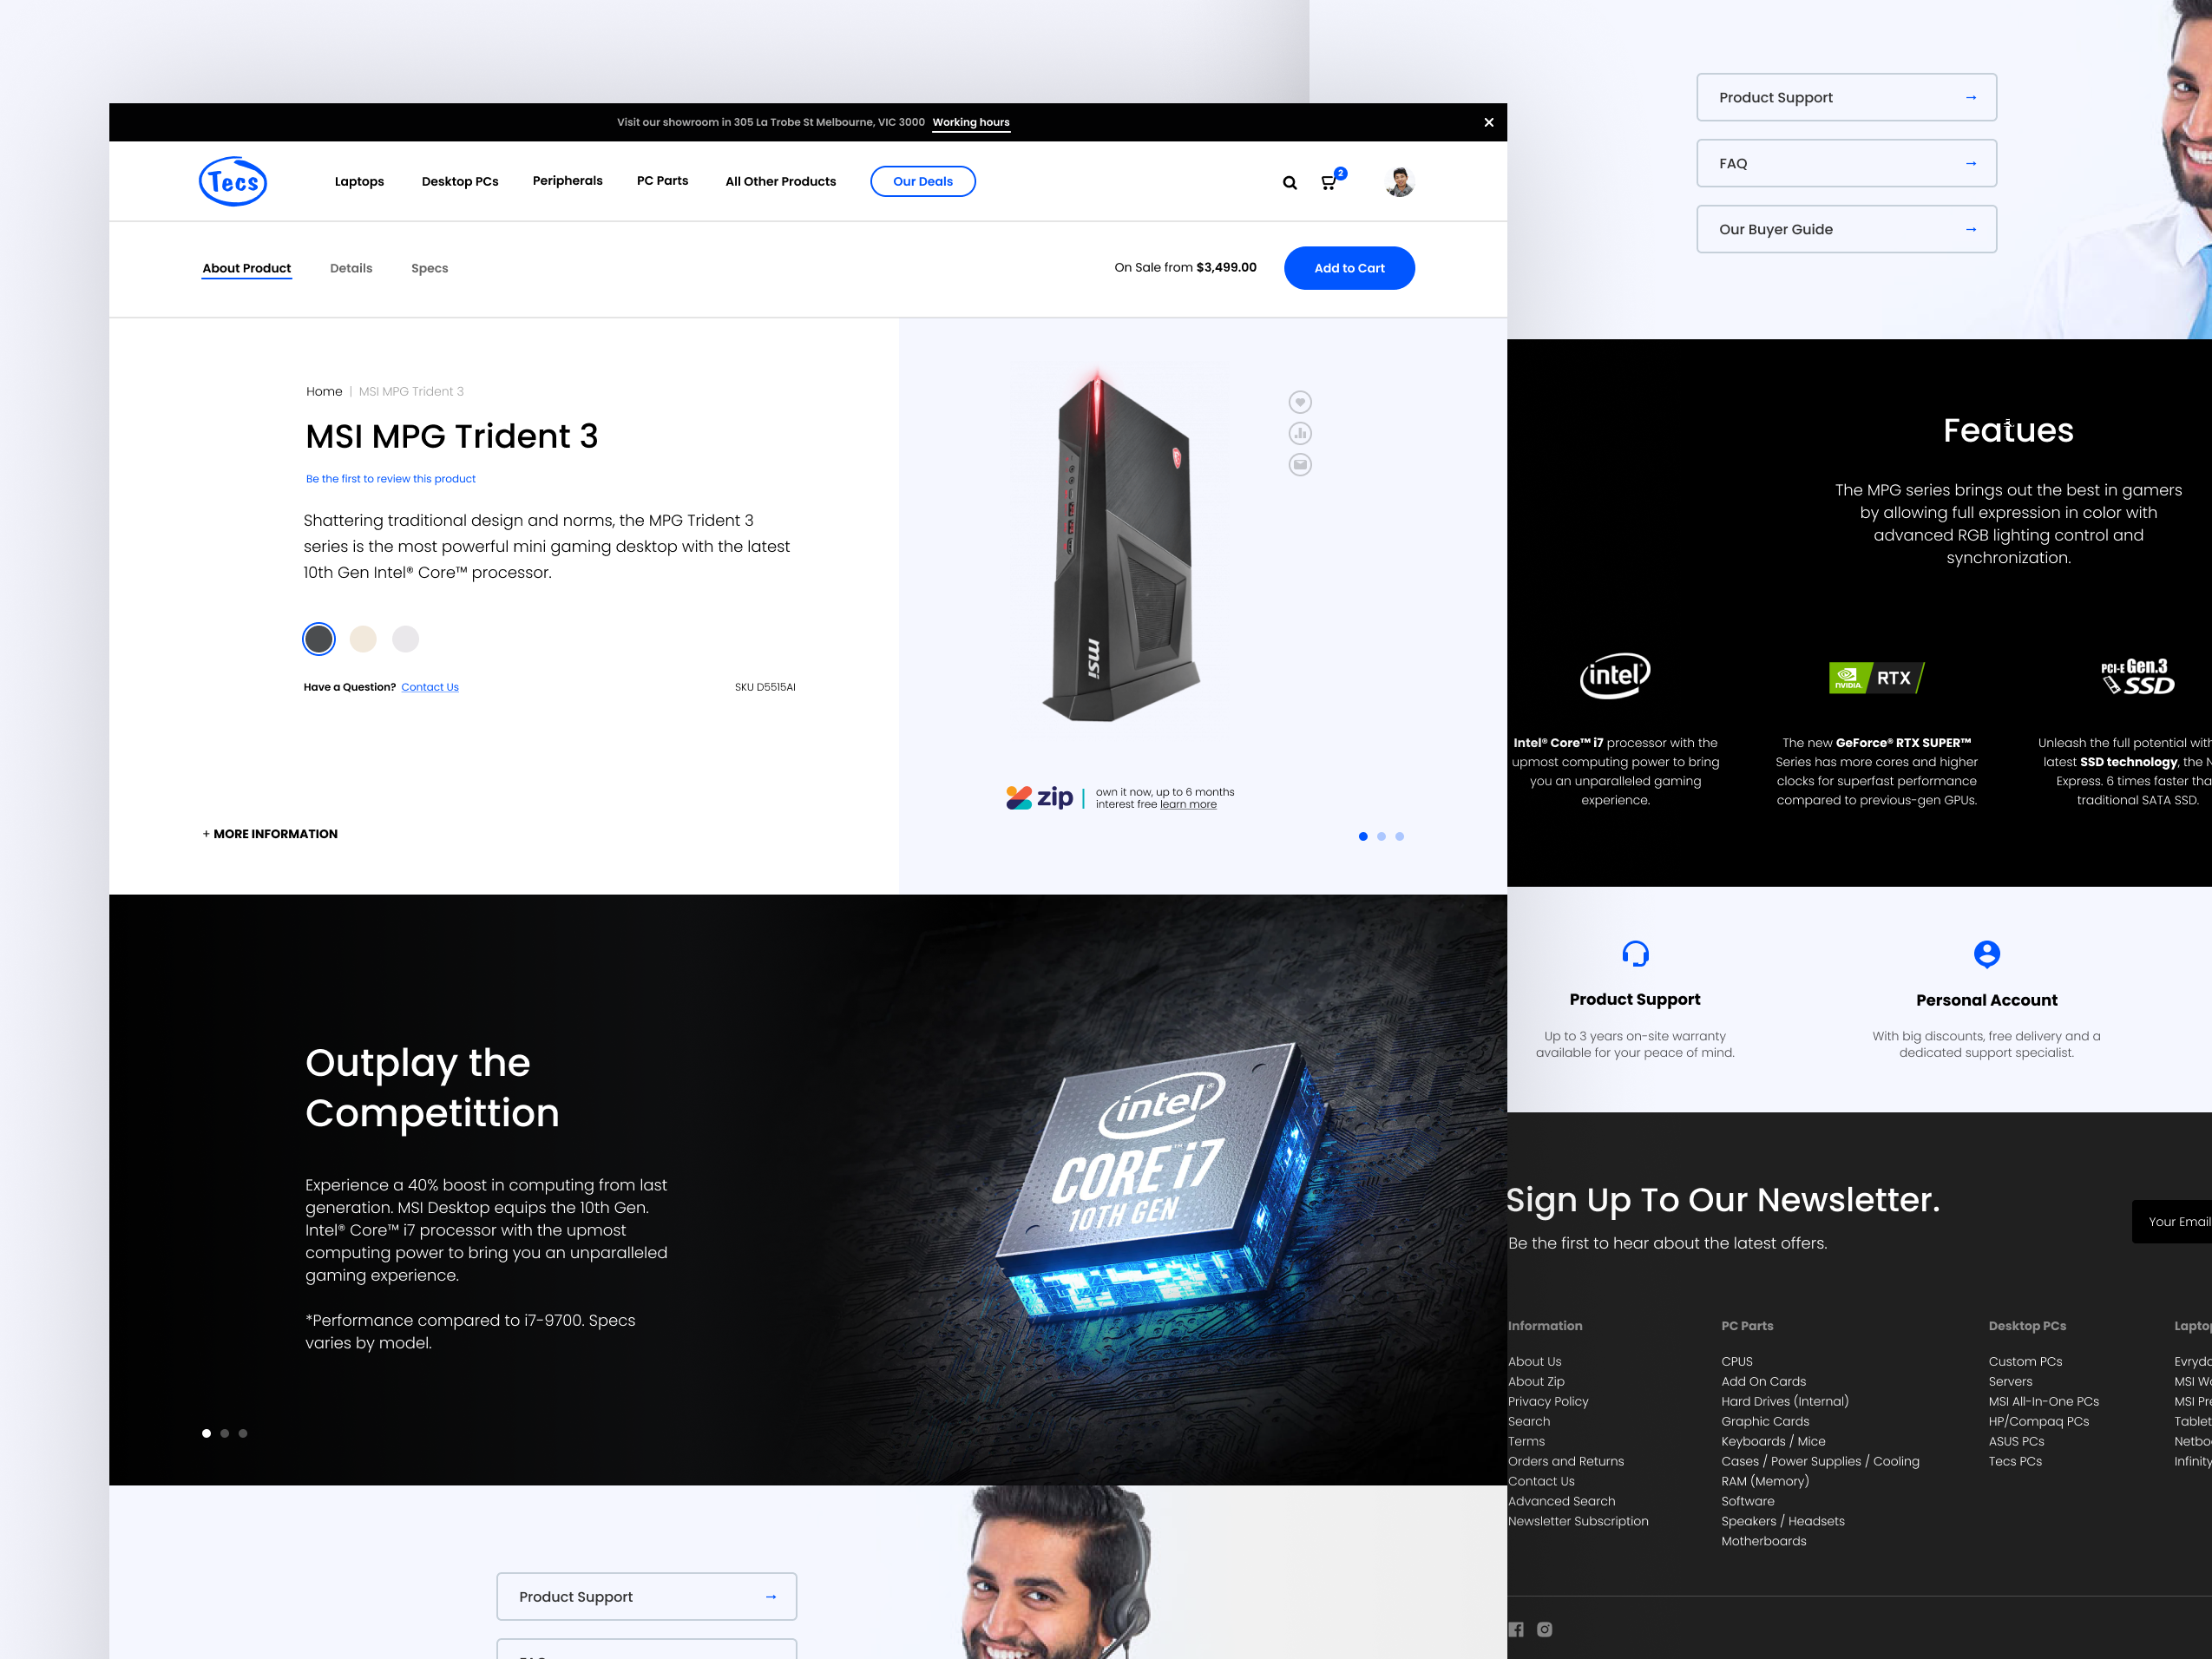 Visit our showroom in 305 La Trobe St Melbourne, VIC 3000 Working hours
Tecs
Laptops Desktop PCs Peripherals PC Parts All Other Products Our Deals
2
About Product Details Specs
On Sale from $3,499.00 Add to Cart
Home | MSI MPG Trident 3
MSI MPG Trident 3
Be the first to review this product
Shattering traditional design and norms, the MPG Trident 3
series is the most powerful mini gaming desktop with the latest
10th Gen Intel® Core™ processor.
Have a Question? Contact Us
SKU D5515AI
+ MORE INFORMATION
msi
zip
own it now, up to 6 months
interest free learn more
Outplay the
Competittion
Experience a 40% boost in computing from last
generation. MSI Desktop equips the 10th Gen.
Intel® Core™ i7 processor with the upmost
computing power to bring you an unparalleled
gaming experience.
*Performance compared to i7-9700. Specs
varies by model.
intel®
CORE™ i7
10TH GEN
Product Support →
Product Support →
FAQ →
Our Buyer Guide →
Featues
The MPG series brings out the best in gamers
by allowing full expression in color with
advanced RGB lighting control and
synchronization.
intel
NVIDIA RTX
PCI-E Gen.3
SSD
Intel® Core™ i7 processor with the
upmost computing power to bring
you an unparalleled gaming
experience.
The new GeForce® RTX SUPER™
Series has more cores and higher
clocks for superfast performance
compared to previous-gen GPUs.
Unleash the full potential with
latest SSD technology, the N
Express. 6 times faster tha
traditional SATA SSD.
Product Support
Up to 3 years on-site warranty
available for your peace of mind.
Personal Account
With big discounts, free delivery and a
dedicated support specialist.
Sign Up To Our Newsletter.
Be the first to hear about the latest offers.
Your Email
Information
About Us
About Zip
Privacy Policy
Search
Terms
Orders and Returns
Contact Us
Advanced Search
Newsletter Subscription
PC Parts
CPUS
Add On Cards
Hard Drives (Internal)
Graphic Cards
Keyboards / Mice
Cases / Power Supplies / Cooling
RAM (Memory)
Software
Speakers / Headsets
Motherboards
Desktop PCs
Custom PCs
Servers
MSI All-In-One PCs
HP/Compaq PCs
ASUS PCs
Tecs PCs
Laptop
Evryda
MSI Wo
MSI Pre
Tablet
Netboo
Infinity